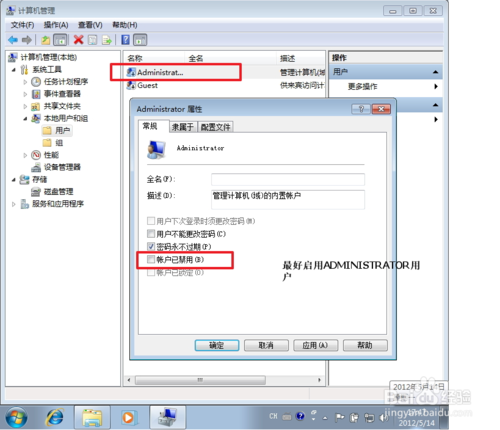 计算机管理
文件(F) 操作(A) 查看(V) 帮助(H)
计算机管理(本地)
系统工具
任务计划程序
事件查看器
共享文件夹
本地用户和组
用户
组
性能
设备管理器
存储
磁盘管理
服务和应用程序
名称 全名 描述
Administrat... 管理计算机(域
Guest 供来宾访问计
操作
用户
更多操作
Administrator 属性
常规 隶属于 配置文件
Administrator
全名(F):
描述(D): 管理计算机(域)的内置帐户
用户下次登录时须更改密码(M)
用户不能更改密码(C)
密码永不过期(P)
帐户已禁用(B)
帐户已锁定(O)
最好启用ADMINISTRATOR用
户
确定 取消 应用(A) 帮助
CH
17:47
2012/5/14
Baidu经验
jingyan.baidu.com